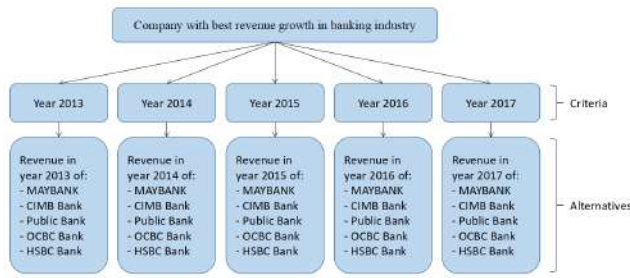 Company with best revenue growth in banking industry
Year 2013
Year 2014
Year 2015
Year 2016
Year 2017
Criteria
Revenue in
year 2013 of:
- MAYBANK
- CIMB Bank
- Public Bank
- OCBC Bank
- HSBC Bank
Revenue in
year 2014 of:
- MAYBANK
- CIMB Bank
- Public Bank
- OCBC Bank
- HSBC Bank
Revenue in
year 2015 of:
- MAYBANK
- CIMB Bank
- Public Bank
- OCBC Bank
- HSBC Bank
Revenue in
year 2016 of:
- MAYBANK
- CIMB Bank
- Public Bank
- OCBC Bank
- HSBC Bank
Revenue in
year 2017 of:
- MAYBANK
- CIMB Bank
- Public Bank
- OCBC Bank
- HSBC Bank
Alternatives